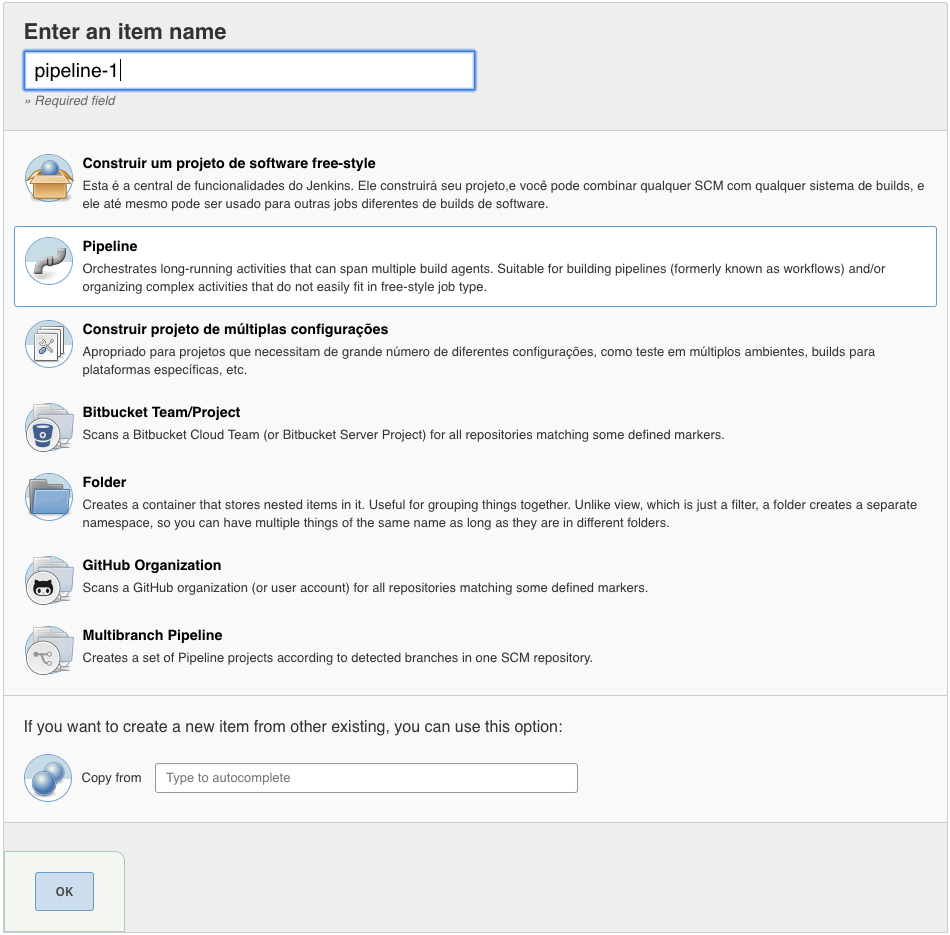 Enter an item name
pipeline-1
» Required field
Construir um projeto de software free-style
Esta é a central de funcionalidades do Jenkins. Ele construirá seu projeto,e você pode combinar qualquer SCM com qualquer sistema de builds, e
ele até mesmo pode ser usado para outras jobs diferentes de builds de software.
Pipeline
Orchestrates long-running activities that can span multiple build agents. Suitable for building pipelines (formerly known as workflows) and/or
organizing complex activities that do not easily fit in free-style job type.
Construir projeto de múltiplas configurações
Apropriado para projetos que necessitam de grande número de diferentes configurações, como teste em múltiplos ambientes, builds para
plataformas específicas, etc.
Bitbucket Team/Project
Scans a Bitbucket Cloud Team (or Bitbucket Server Project) for all repositories matching some defined markers.
Folder
Creates a container that stores nested items in it. Useful for grouping things together. Unlike view, which is just a filter, a folder creates a separate
namespace, so you can have multiple things of the same name as long as they are in different folders.
GitHub Organization
Scans a GitHub organization (or user account) for all repositories matching some defined markers.
Multibranch Pipeline
Creates a set of Pipeline projects according to detected branches in one SCM repository.
If you want to create a new item from other existing, you can use this option:
Copy from Type to autocomplete
OK